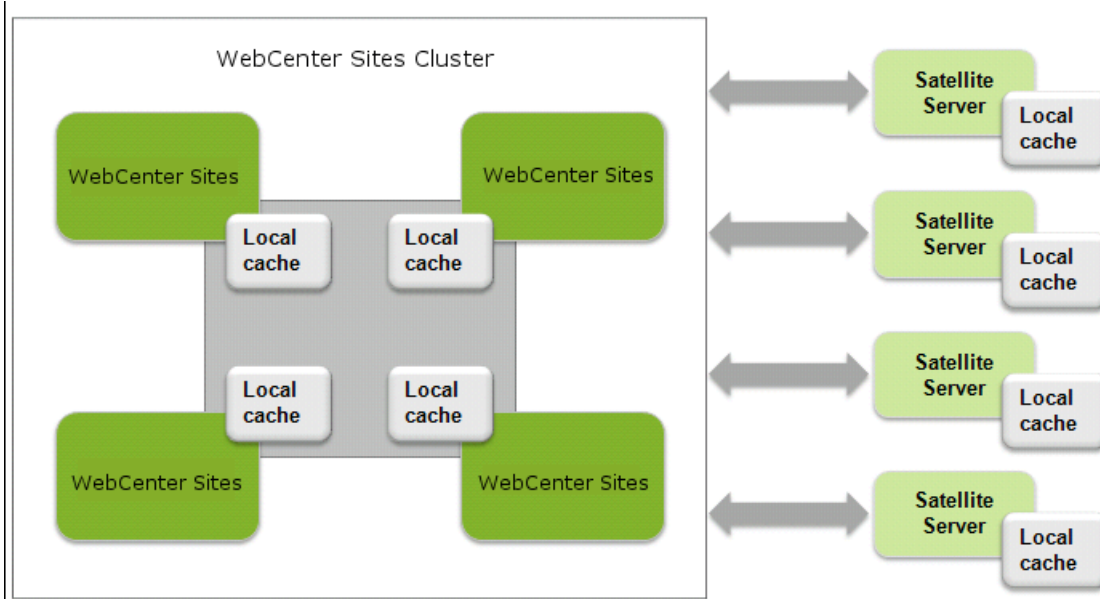 WebCenter Sites Cluster
WebCenter Sites
Local
cache
WebCenter Sites
Local
cache
Local
cache
WebCenter Sites
Local
cache
WebCenter Sites
Satellite
Server
Local
cache
Satellite
Server
Local
cache
Satellite
Server
Local
cache
Satellite
Server
Local
cache